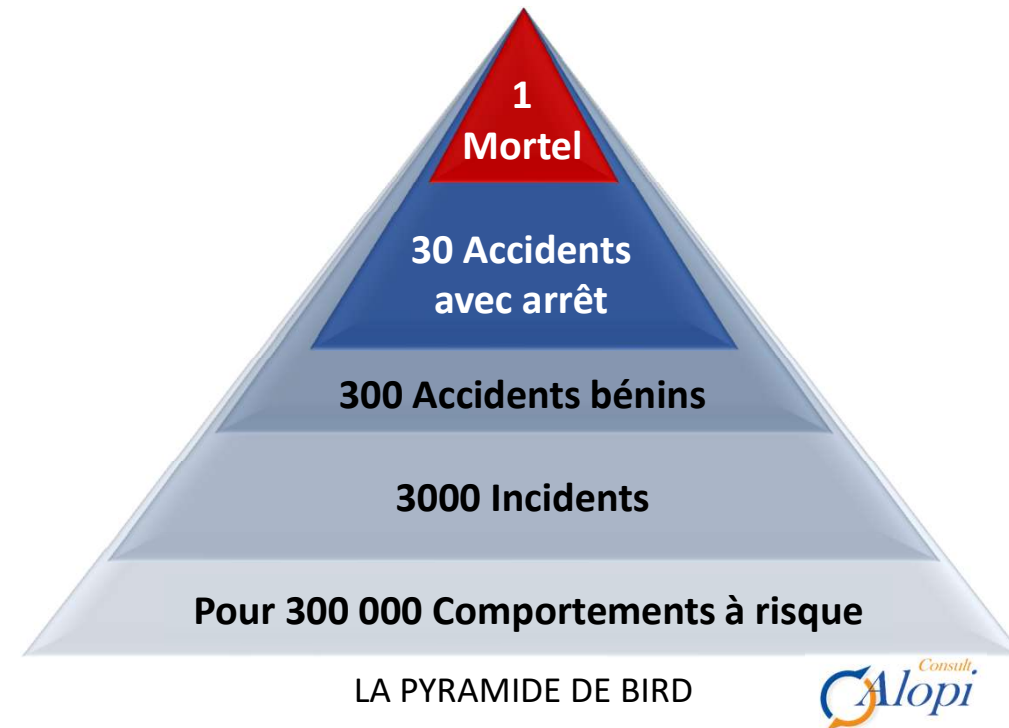 1
Mortel
30 Accidents
avec arrêt
300 Accidents bénins
3000 Incidents
Pour 300 000 Comportements à risque
LA PYRAMIDE DE BIRD
Consult
Alopi